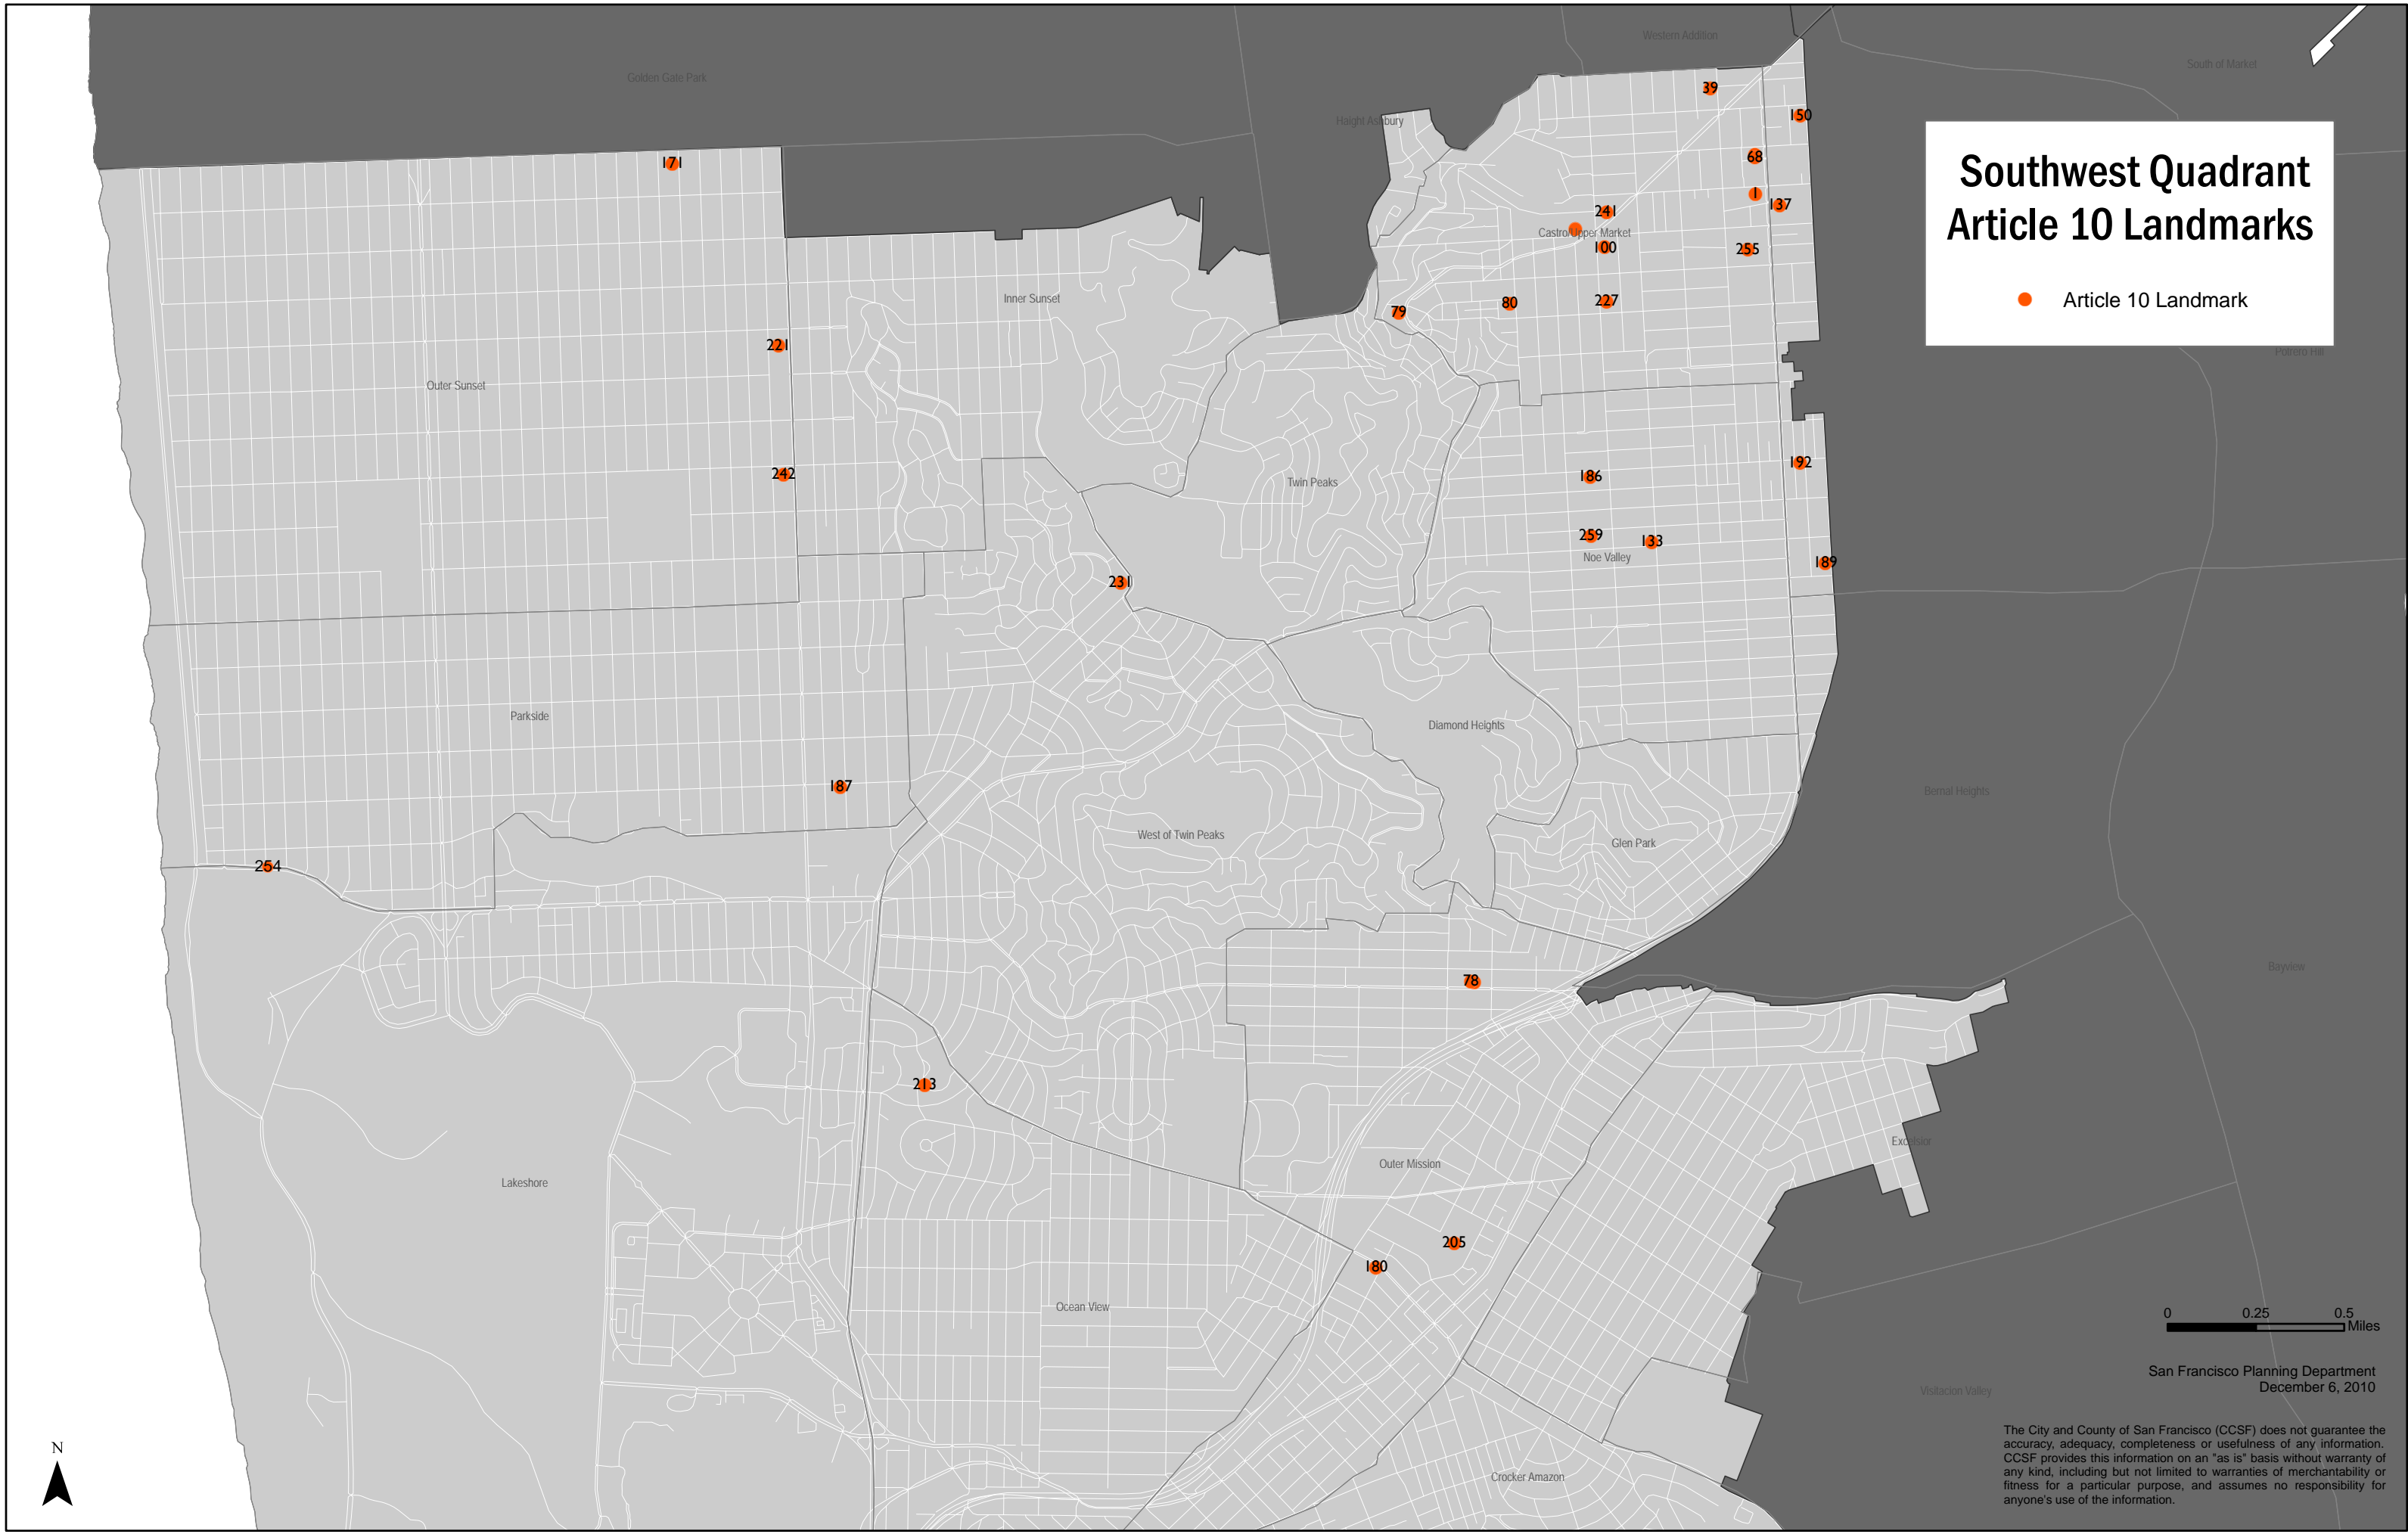 Western Addition
South of Market
Golden Gate Park
39
150
Haight Ashbury
171
68
Southwest Quadrant
Article 10 Landmarks
Article 10 Landmark
1
137
241
Castro/Upper Market
100
255
Inner Sunset
79
80
227
221
Potrero Hill
Outer Sunset
242
Twin Peaks
186
192
259
133
Noe Valley
189
231
Parkside
Diamond Heights
187
Bernal Heights
West of Twin Peaks
Glen Park
254
78
Bayview
213
Outer Mission
Excelsior
Lakeshore
205
180
Ocean View
0 0.25 0.5
Miles
San Francisco Planning Department
December 6, 2010
Visitacion Valley
The City and County of San Francisco (CCSF) does not guarantee the
accuracy, adequacy, completeness or usefulness of any information.
CCSF provides this information on an "as is" basis without warranty of
any kind, including but not limited to warranties of merchantability or
fitness for a particular purpose, and assumes no responsibility for
anyone's use of the information.
N
Crocker Amazon